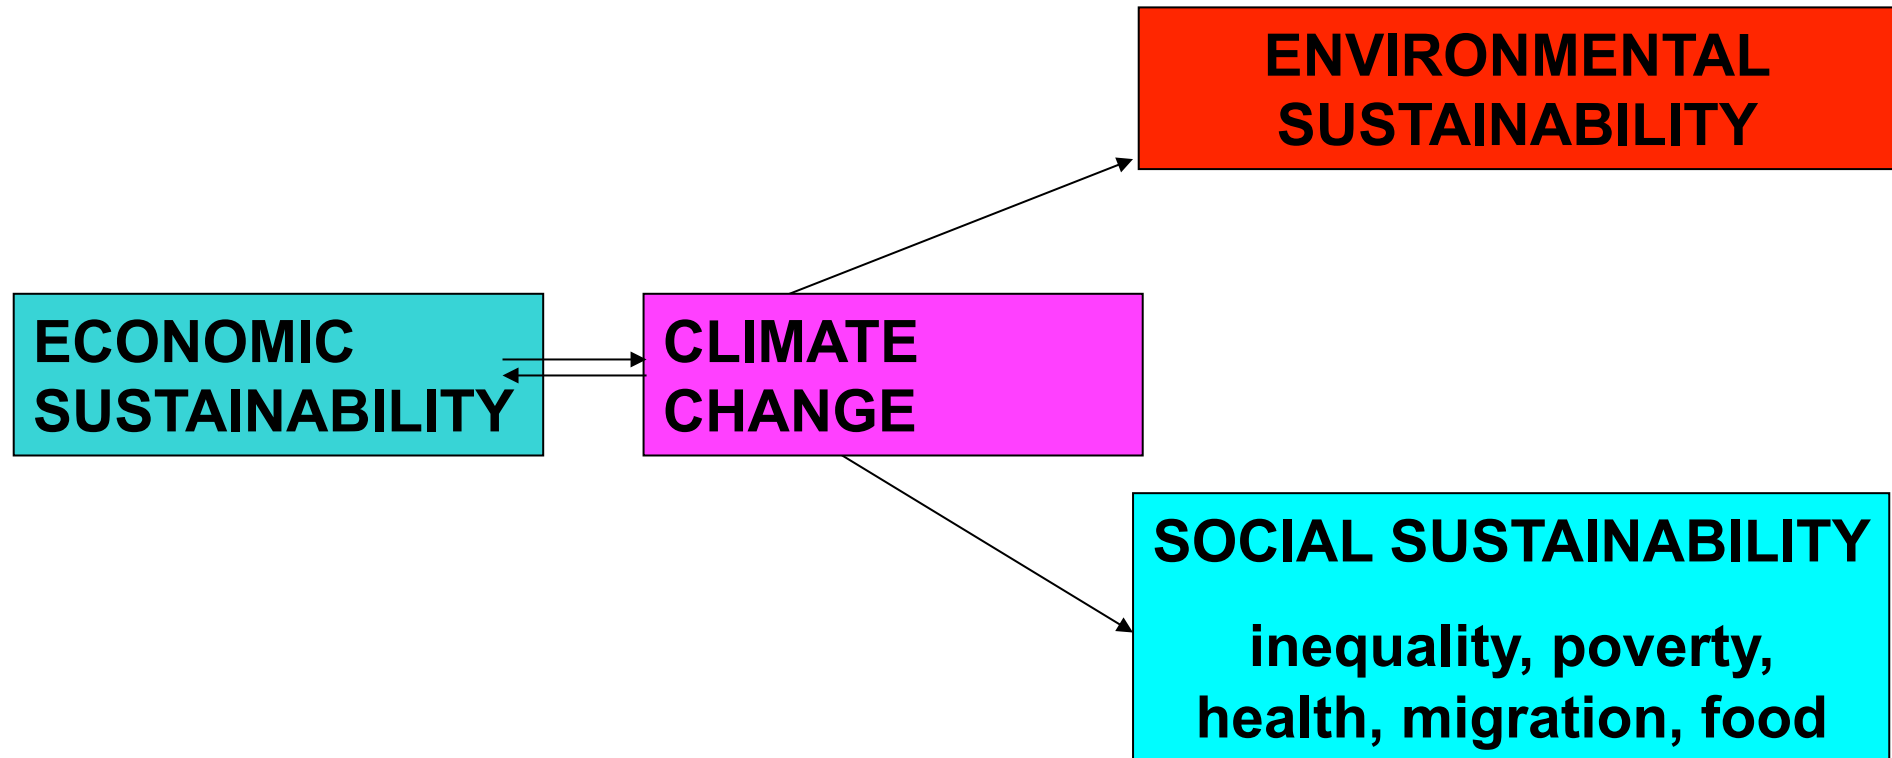 ENVIRONMENTAL
SUSTAINABILITY
ECONOMIC
SUSTAINABILITY
CLIMATE
CHANGE
SOCIAL SUSTAINABILITY
inequality, poverty,
health, migration, food